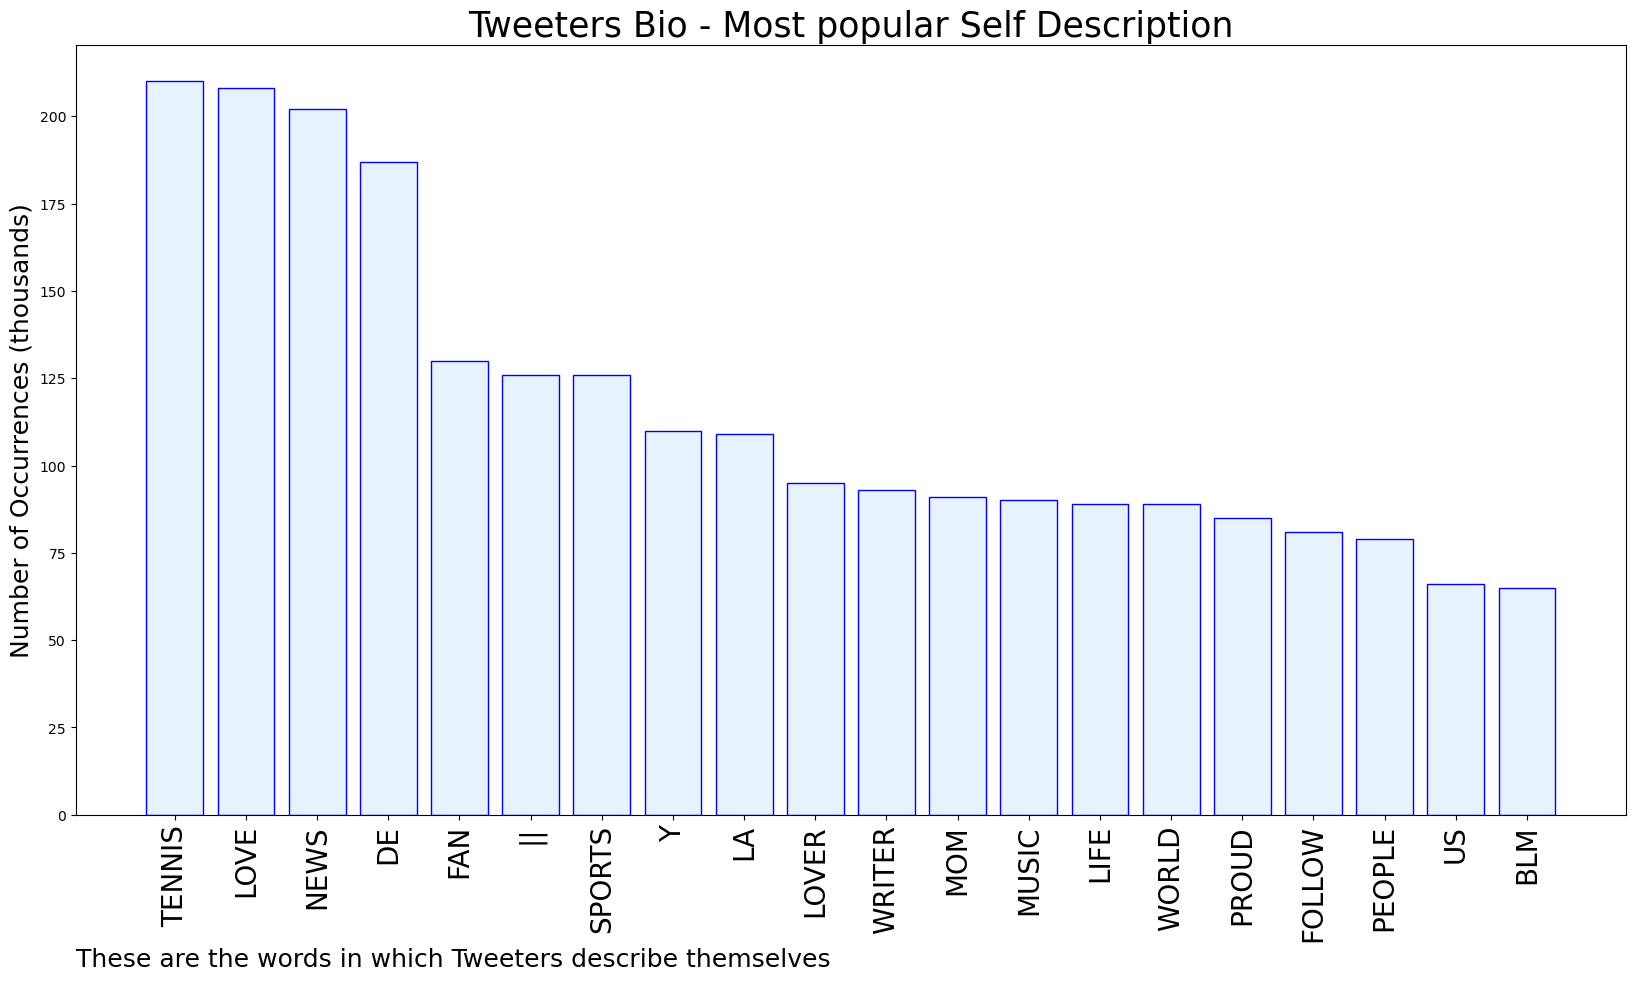 Tweeters Bio - Most popular Self Description
Number of Occurrences (thousands)
200
175
150
125
100
75
50
25
0
TENNIS
LOVE
NEWS
DE
FAN
||
SPORTS
Y
LA
LOVER
WRITER
MOM
MUSIC
LIFE
WORLD
PROUD
FOLLOW
PEOPLE
US
BLM
These are the words in which Tweeters describe themselves